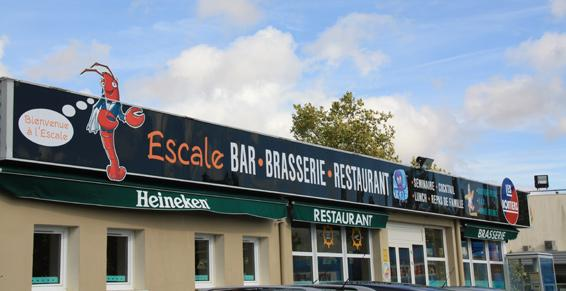 Bienvenue
à l'Escale
ESCALE BAR • BRASSERIE • RESTAURANT
• SÉMINAIRE • COCKTAIL
• LUNCH • REPAS DE FAMILLE
Heineken
RESTAURANT
BRASSERIE